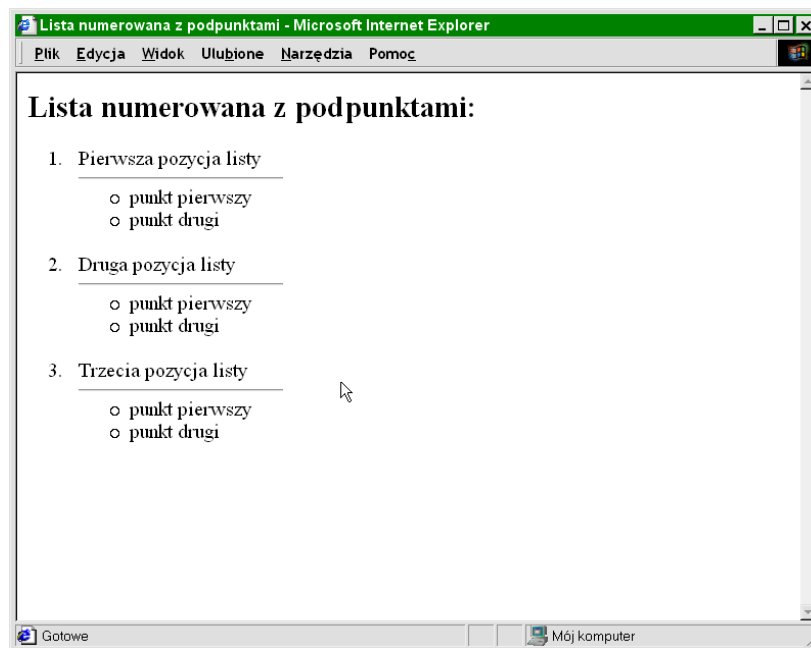 Lista numerowana z podpunktami - Microsoft Internet Explorer
Plik Edycja Widok Ulubione Narzędzia Pomoc
Lista numerowana z podpunktami:
1. Pierwsza pozycja listy
punkt pierwszy
punkt drugi
2. Druga pozycja listy
punkt pierwszy
punkt drugi
3. Trzecia pozycja listy
punkt pierwszy
punkt drugi
Gotowe Mój komputer